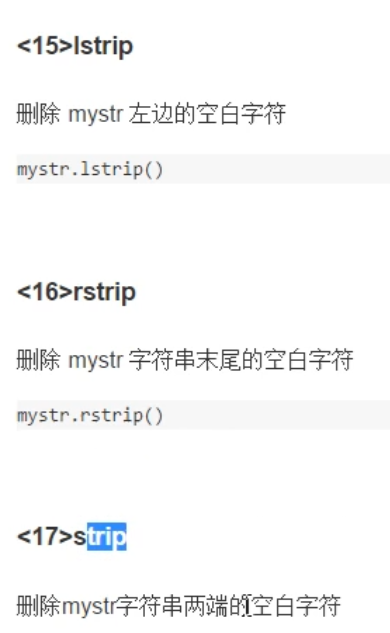 <15>lstrip
删除 mystr 左边的空白字符
mystr.lstrip()
<16>rstrip
删除 mystr 字符串末尾的空白字符
mystr.rstrip()
<17>strip
删除mystr字符串两端的空白字符